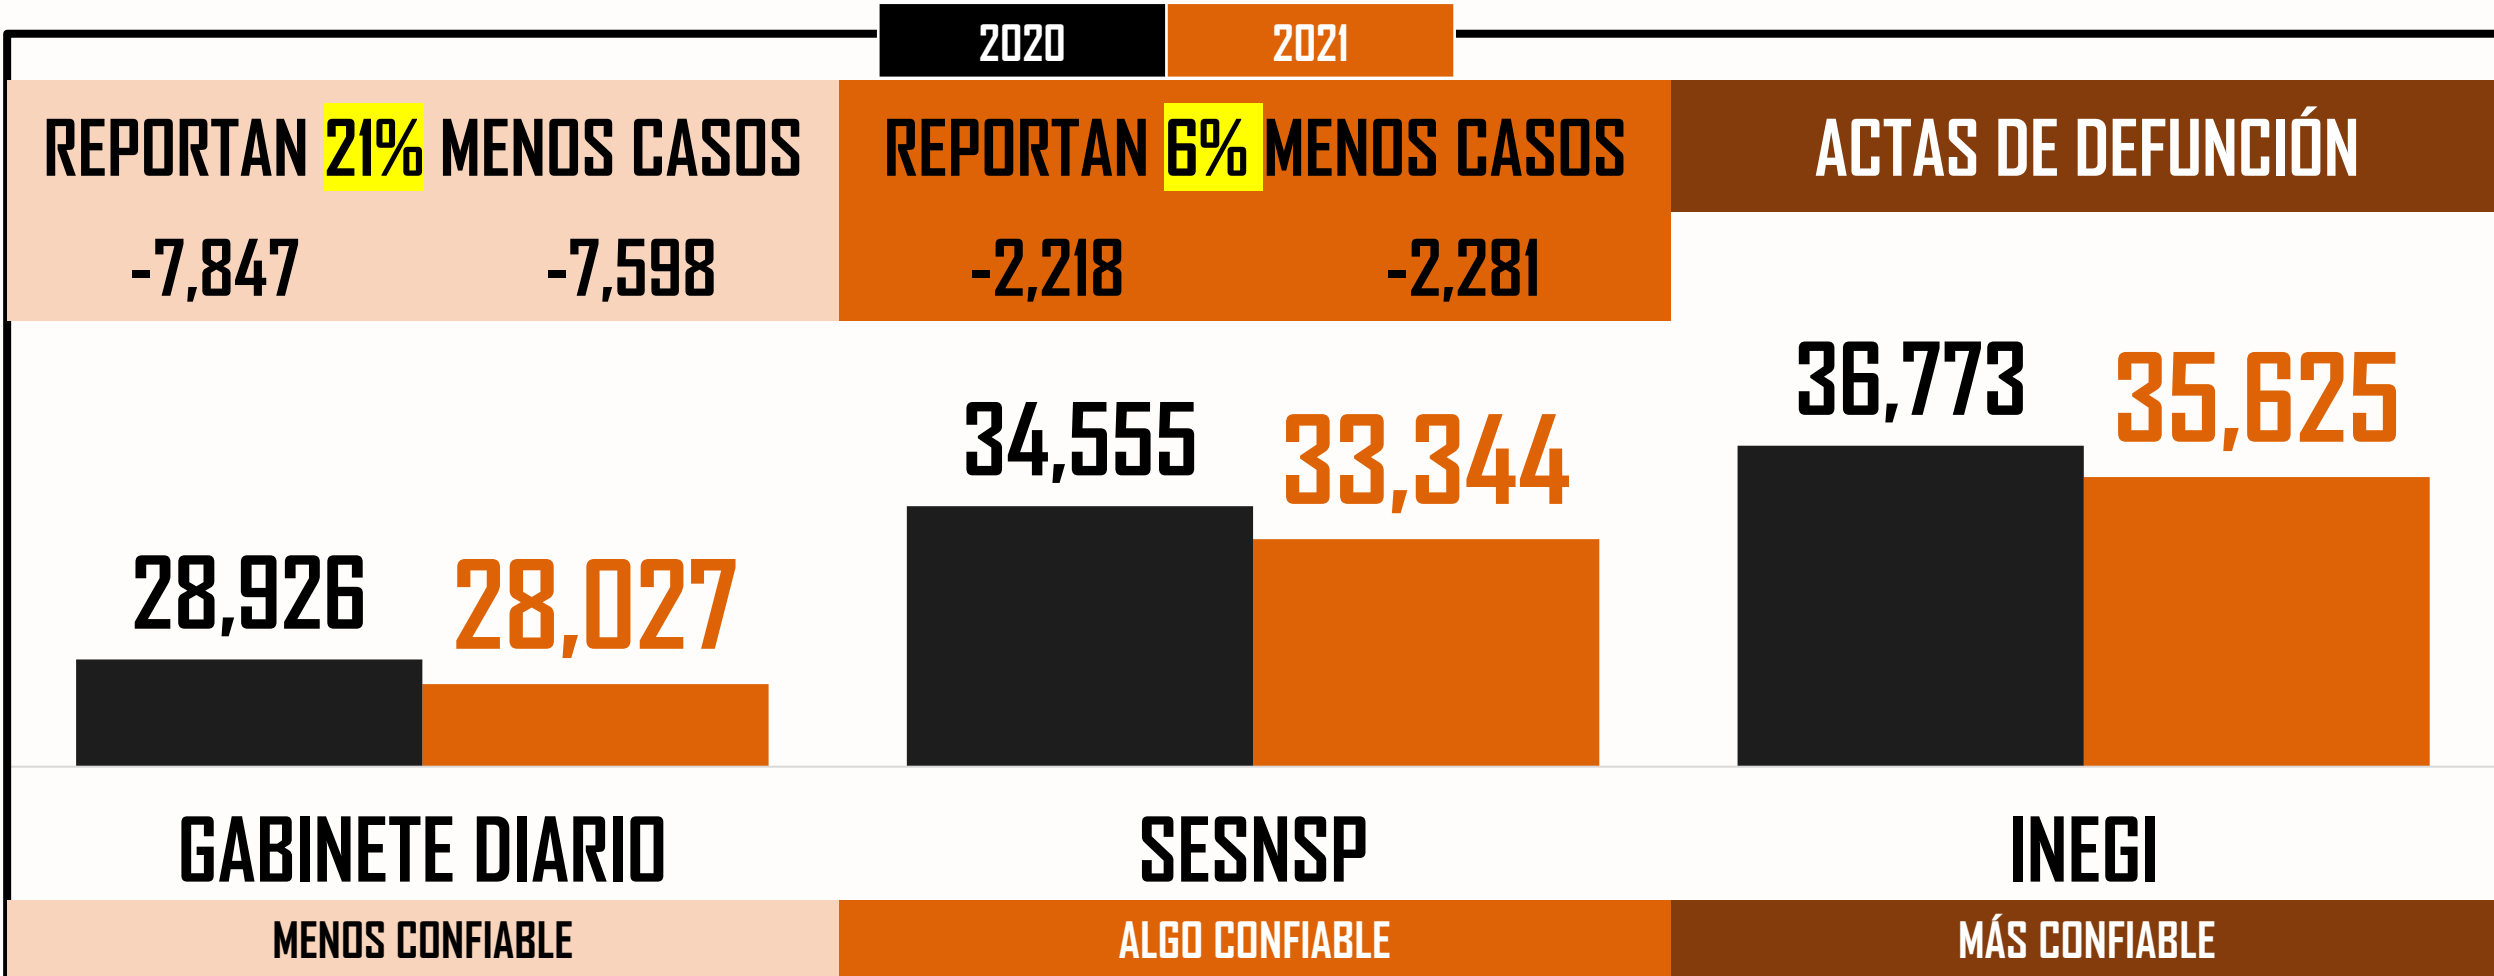 2020 2021
REPORTAN 21% MENOS CASOS
-7,847 -7,598
REPORTAN 6% MENOS CASOS
-2,218 -2,281
ACTAS DE DEFUNCIÓN
28,926 28,027
34,555 33,344
36,773 35,625
GABINETE DIARIO
SESNSP
INEGI
MENOS CONFIABLE
ALGO CONFIABLE
MÁS CONFIABLE